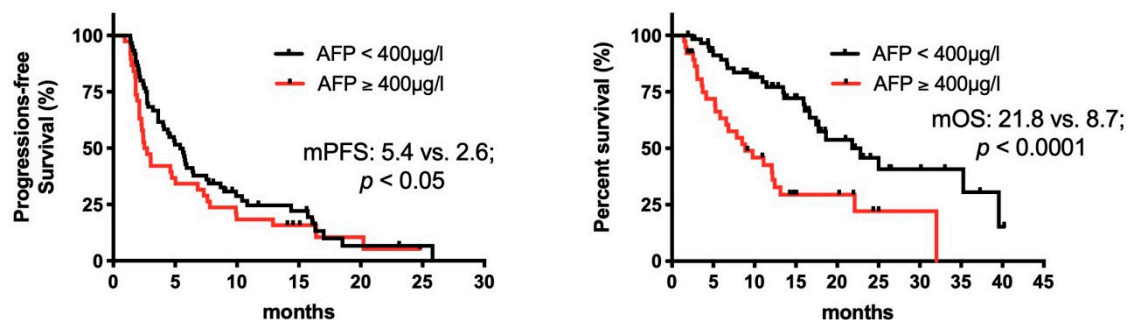 Progressions-free
Survival (%)
100
75
50
25
0
AFP < 400µg/l
AFP ≥ 400µg/l
mPFS: 5.4 vs. 2.6;
p < 0.05
0 5 10 15 20 25 30
months
Percent survival (%)
100
75
50
25
0
AFP < 400µg/l
AFP ≥ 400µg/l
mOS: 21.8 vs. 8.7;
p < 0.0001
0 5 10 15 20 25 30 35 40 45
months